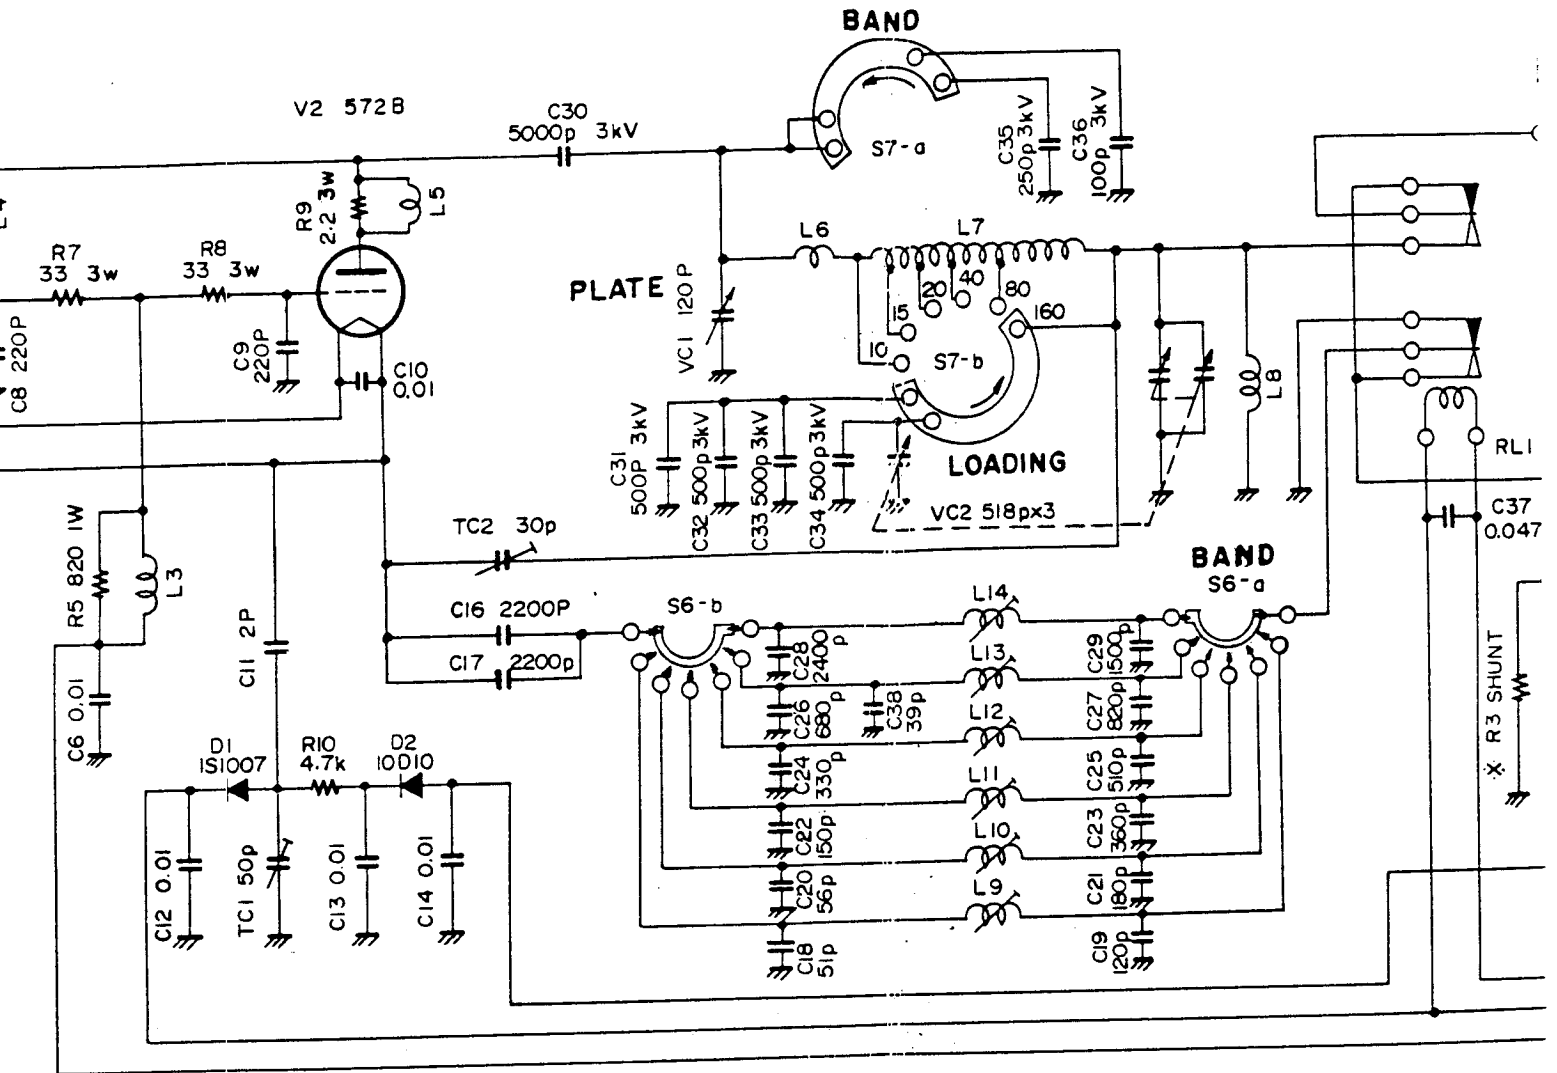 BAND
V2 572B
C30
5000p 3kV
S7-a
C35
250p 3kV
C36
100p 3kV
R9
2.2 3w
L5
R7
33 3w
R8
33 3w
PLATE
L6
L7
VC1 120P
15
20
40
80
160
10
S7-b
C8 220P
C9
220P
C10
0.01
C31
500P 3kV
C32 500p 3kV
C33 500p 3kV
C34 500p 3kV
LOADING
VC2 518px3
L8
RL1
C37
0.047
TC2 30p
R5 820 1W
L3
C11 2P
C16 2200P
C17 2200p
S6-b
BAND
S6-a
L14
L13
L12
L11
L10
L9
C28
2400p
C26
680p
C38
39p
C24
330p
C22
150p
C20
56p
C18
51p
C29
1500p
C27
820p
C25
510p
C23
360p
C21
180p
C19
120p
※ R3 SHUNT
C6 0.01
D1
1S1007
R10
4.7k
D2
10D10
C12 0.01
TC1 50p
C13 0.01
C14 0.01